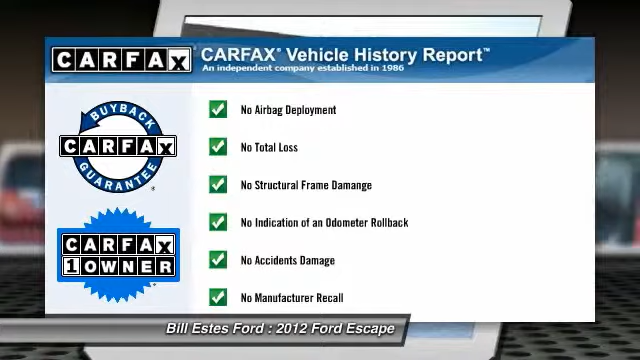 CARFAX
CARFAX® Vehicle History Report™
An independent company established in 1986
BUYBACK
CARFAX
GUARANTEE
CARFAX
1 OWNER
No Airbag Deployment
No Total Loss
No Structural Frame Damange
No Indication of an Odometer Rollback
No Accidents Damage
No Manufacturer Recall
Bill Estes Ford : 2012 Ford Escape